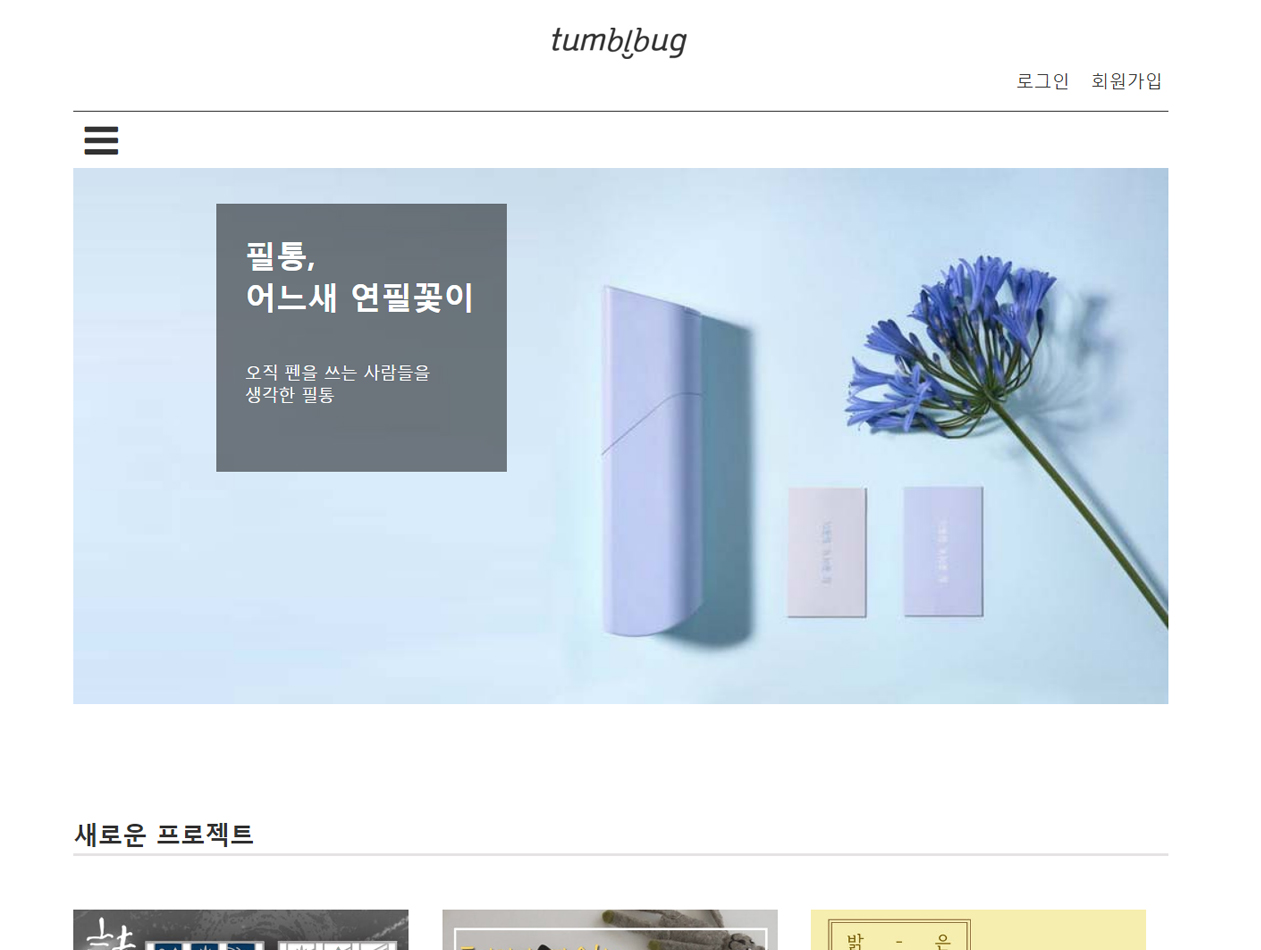 tumblbug
로그인 회원가입
필통,
어느새 연필꽃이
오직 펜을 쓰는 사람들을
생각한 필통
새로운 프로젝트
밝 - 은